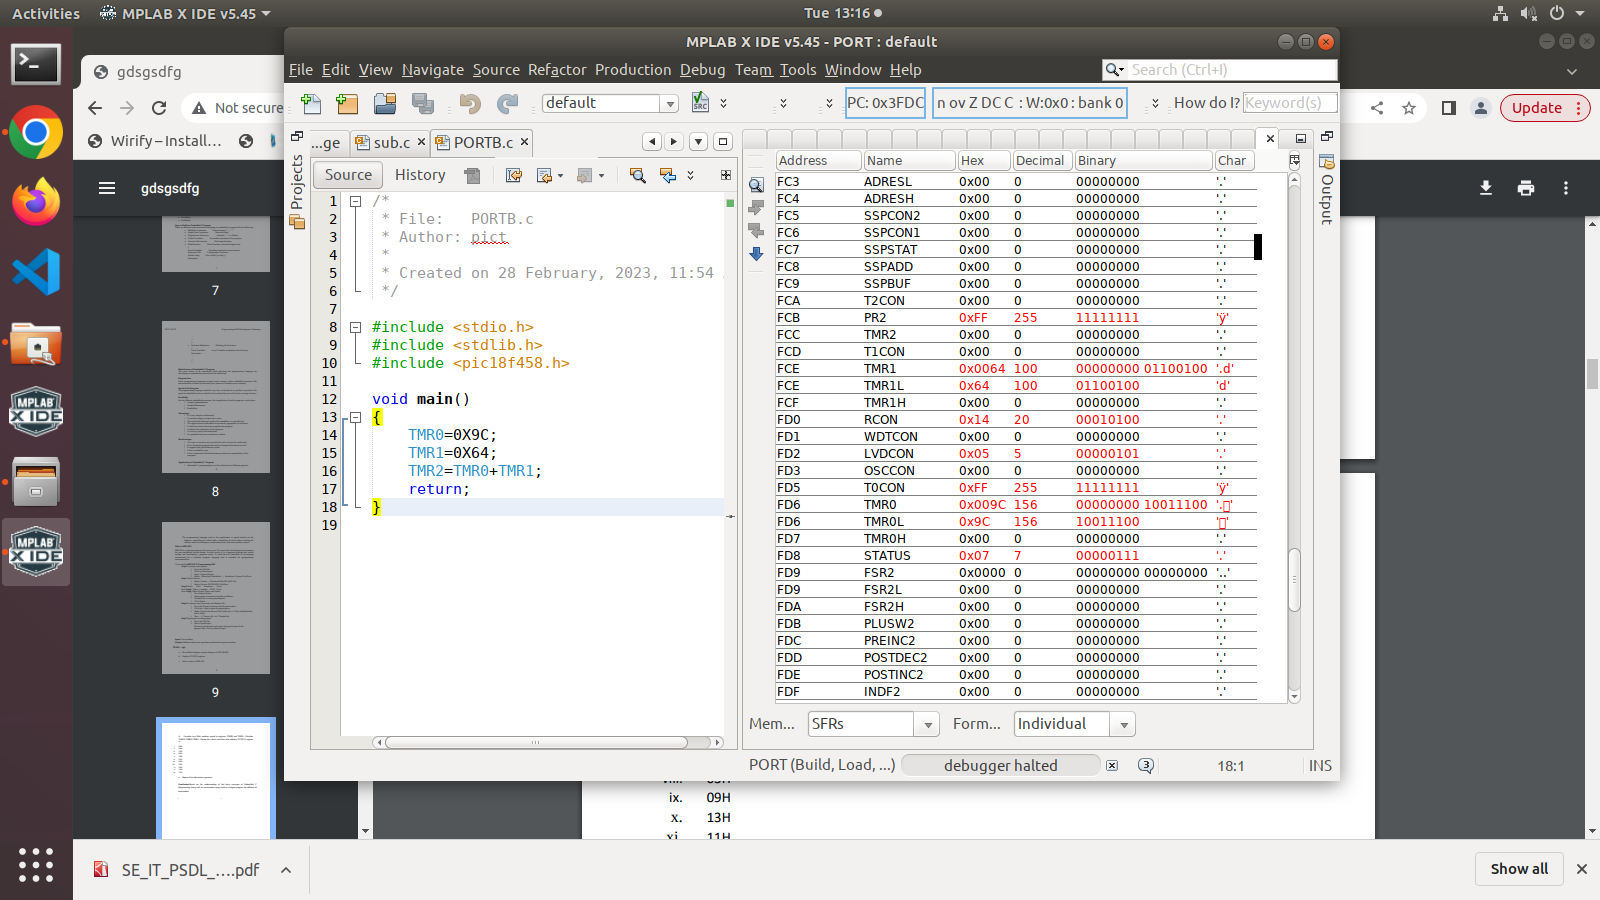 Activities
MPLAB X IDE v5.45
Tue 13:16
gdsgsdfg
Not secure
Update
Wirify – Install...
gdsgsdfg
7
8
9
MPLAB X IDE v5.45 - PORT : default
File Edit View Navigate Source Refactor Production Debug Team Tools Window Help
Search (Ctrl+I)
default
PC: 0x3FDC
n ov Z DC C : W:0x0 : bank 0
How do I?
Keyword(s)
Projects
...ge
sub.c
PORTB.c
Source
History
1 /*
2 * File: PORTB.c
3 * Author: pict
4 *
5 * Created on 28 February, 2023, 11:54
6 */
7
8 #include <stdio.h>
9 #include <stdlib.h>
10 #include <pic18f458.h>
11
12 void main()
13 {
14 TMR0=0X9C;
15 TMR1=0X64;
16 TMR2=TMR0+TMR1;
17 return;
18 }
19
Address Name Hex Decimal Binary Char
FC3 ADRESL 0x00 0 00000000 '.'
FC4 ADRESH 0x00 0 00000000 '.'
FC5 SSPCON2 0x00 0 00000000 '.'
FC6 SSPCON1 0x00 0 00000000 '.'
FC7 SSPSTAT 0x00 0 00000000 '.'
FC8 SSPADD 0x00 0 00000000 '.'
FC9 SSPBUF 0x00 0 00000000 '.'
FCA T2CON 0x00 0 00000000 '.'
FCB PR2 0xFF 255 11111111 'ÿ'
FCC TMR2 0x00 0 00000000 '.'
FCD T1CON 0x00 0 00000000 '.'
FCE TMR1 0x0064 100 00000000 01100100 '.d'
FCE TMR1L 0x64 100 01100100 'd'
FCF TMR1H 0x00 0 00000000 '.'
FD0 RCON 0x14 20 00010100 '.'
FD1 WDTCON 0x00 0 00000000 '.'
FD2 LVDCON 0x05 5 00000101 '.'
FD3 OSCCON 0x00 0 00000000 '.'
FD5 T0CON 0xFF 255 11111111 'ÿ'
FD6 TMR0 0x009C 156 00000000 10011100 '.▯'
FD6 TMR0L 0x9C 156 10011100 '▯'
FD7 TMR0H 0x00 0 00000000 '.'
FD8 STATUS 0x07 7 00000111 '.'
FD9 FSR2 0x0000 0 00000000 00000000 '..'
FD9 FSR2L 0x00 0 00000000 '.'
FDA FSR2H 0x00 0 00000000 '.'
FDB PLUSW2 0x00 0 00000000 '.'
FDC PREINC2 0x00 0 00000000 '.'
FDD POSTDEC2 0x00 0 00000000 '.'
FDE POSTINC2 0x00 0 00000000 '.'
FDF INDF2 0x00 0 00000000 '.'
Mem...
SFRs
Form...
Individual
Output
PORT (Build, Load, ...)
debugger halted
3
18:1
INS
ix. 09H
x. 13H
xi. 11H
SE_IT_PSDL_....pdf
Show all